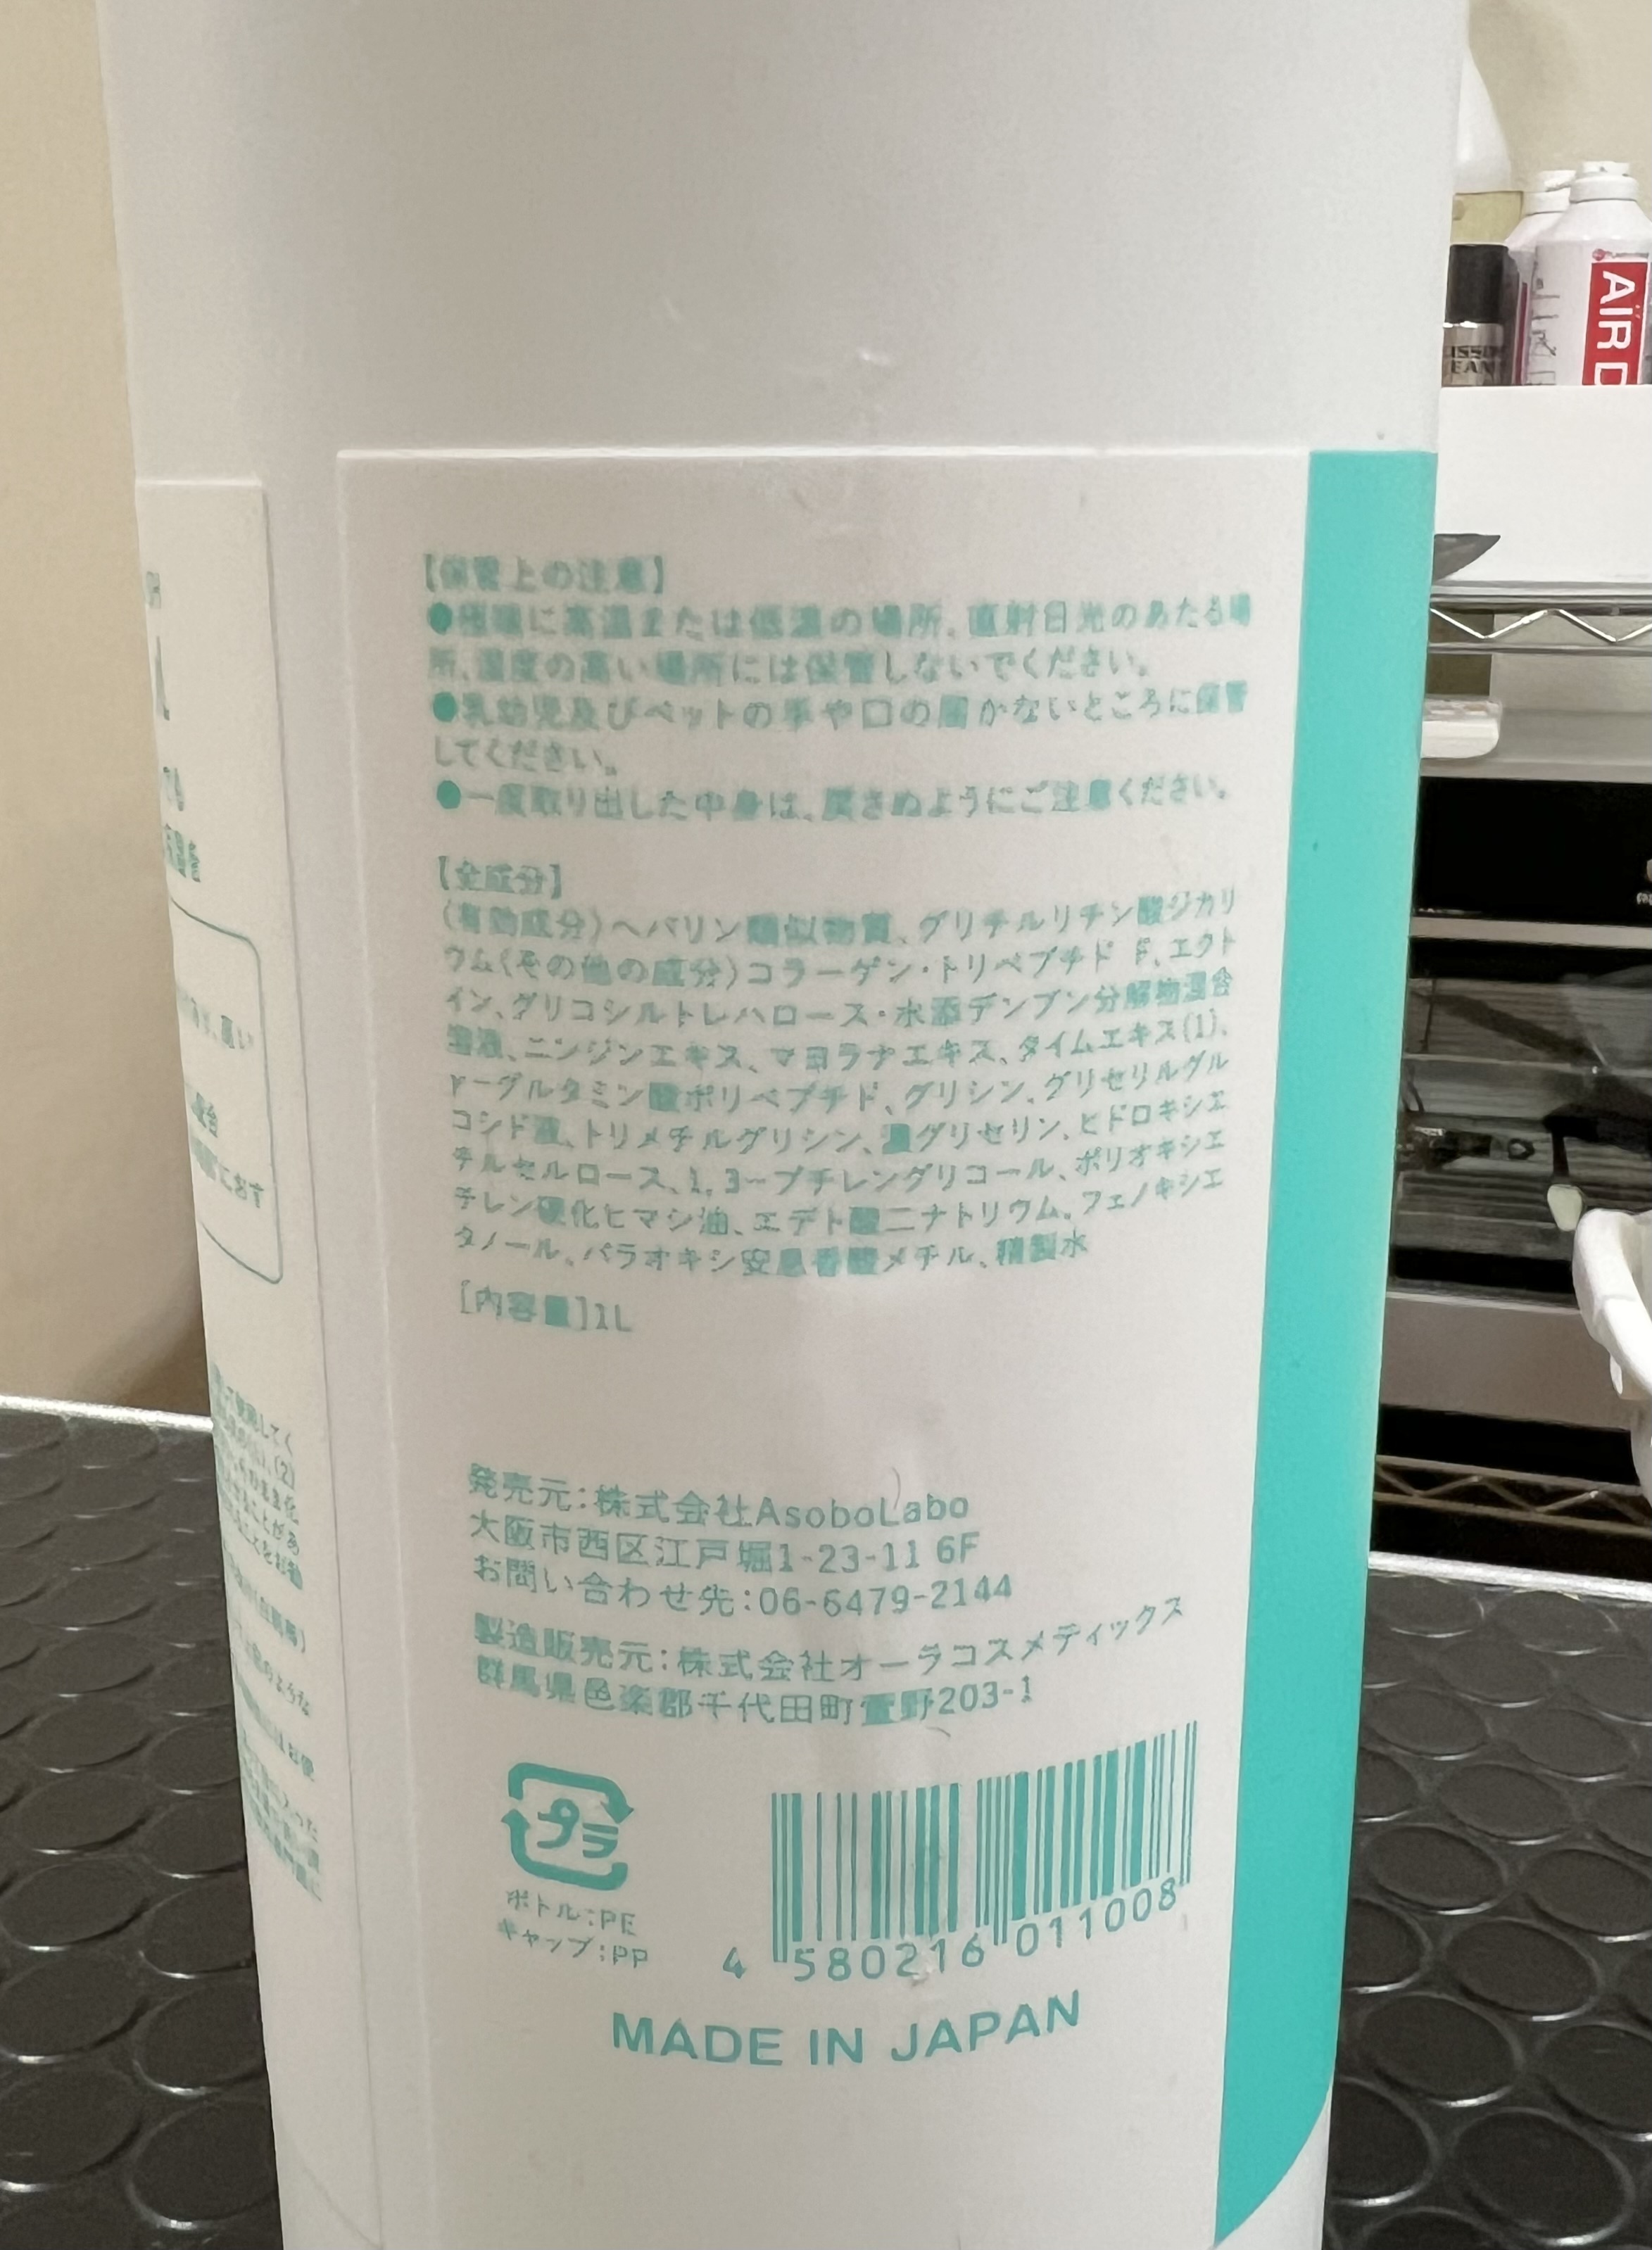 【保管上の注意】
●極端に高温または低温の場所、直射日光のあたる場
所、湿度の高い場所には保管しないでください。
●乳幼児及びペットの手や口の届かないところに保管
してください。
●一度取り出した中身は、戻さぬようにご注意ください。
【全成分】
(有効成分)ヘパリン類似物質、グリチルリチン酸ジカリ
ウム(その他の成分)コラーゲン・トリペプチド F、エクト
イン、グリコシルトレハロース・水添デンプン分解物混合
溶液、ニンジンエキス、マヨラナエキス、タイムエキス(1)、
γーグルタミン酸ポリペプチド、グリシン、グリセリルグル
コシド液、トリメチルグリシン、濃グリセリン、ヒドロキシエ
チルセルロース、1,3ーブチレングリコール、ポリオキシエ
チレン硬化ヒマシ油、エデト酸二ナトリウム、フェノキシエ
タノール、パラオキシ安息香酸メチル、精製水
[内容量]1L
発売元:株式会社AsoboLabo
大阪市西区江戸堀1-23-11 6F
お問い合わせ先:06-6479-2144
製造販売元:株式会社オーラコスメティックス
群馬県邑楽郡千代田町萱野203-1
プラ
ボトル:PE
キャップ:PP
4 580216 011008
MADE IN JAPAN
AIR D